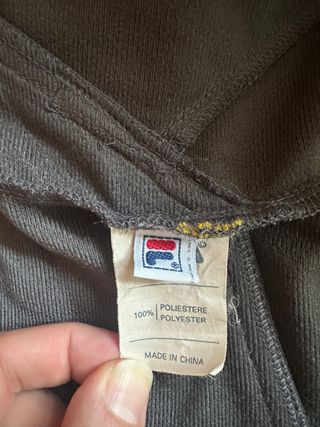 ®
100% POLIESTERE
POLYESTER
MADE IN CHINA